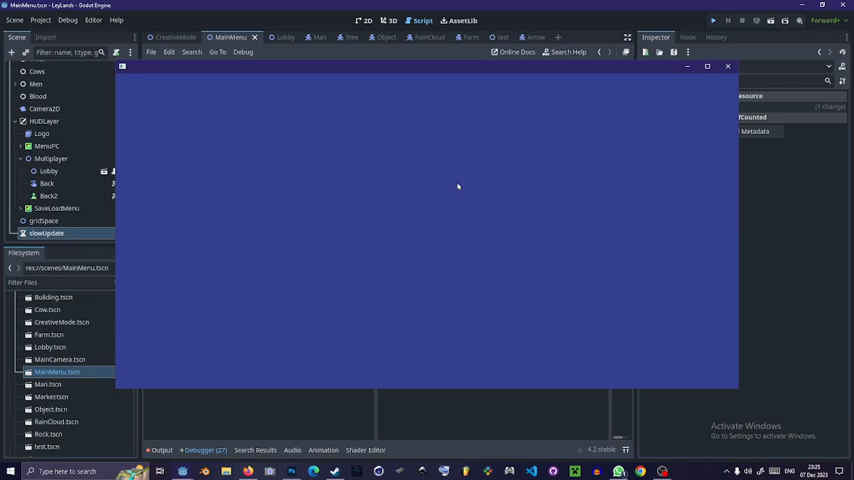 MainMenu.tscn - LeyLands - Godot Engine
Scene Project Debug Editor Help
2D 3D Script AssetLib
Forward+
Scene Import
CreativeMode MainMenu Lobby Man Tree Object RainCloud Farm test Arrow
Inspector Node History
Filter: name, t:type, g
File Edit Search Go To Debug
Online Docs Search Help
Cows
Men
Blood
Camera2D
HUDLayer
Logo
MenuPC
Multiplayer
Lobby
Back
Back2
SaveLoadMenu
gridSpace
slowUpdate
esource
(1 change)
fCounted
Metadata
FileSystem
res://scenes/MainMenu.tscn
Filter Files
Building.tscn
Cow.tscn
CreativeMode.tscn
Farm.tscn
Lobby.tscn
MainCamera.tscn
MainMenu.tscn
Man.tscn
Market.tscn
Object.tscn
RainCloud.tscn
Rock.tscn
test.tscn
Activate Windows
Go to Settings to activate Windows.
Output Debugger (27) Search Results Audio Animation Shader Editor
4.2.stable
Type here to search
ENG
23:25
07 Dec 2023